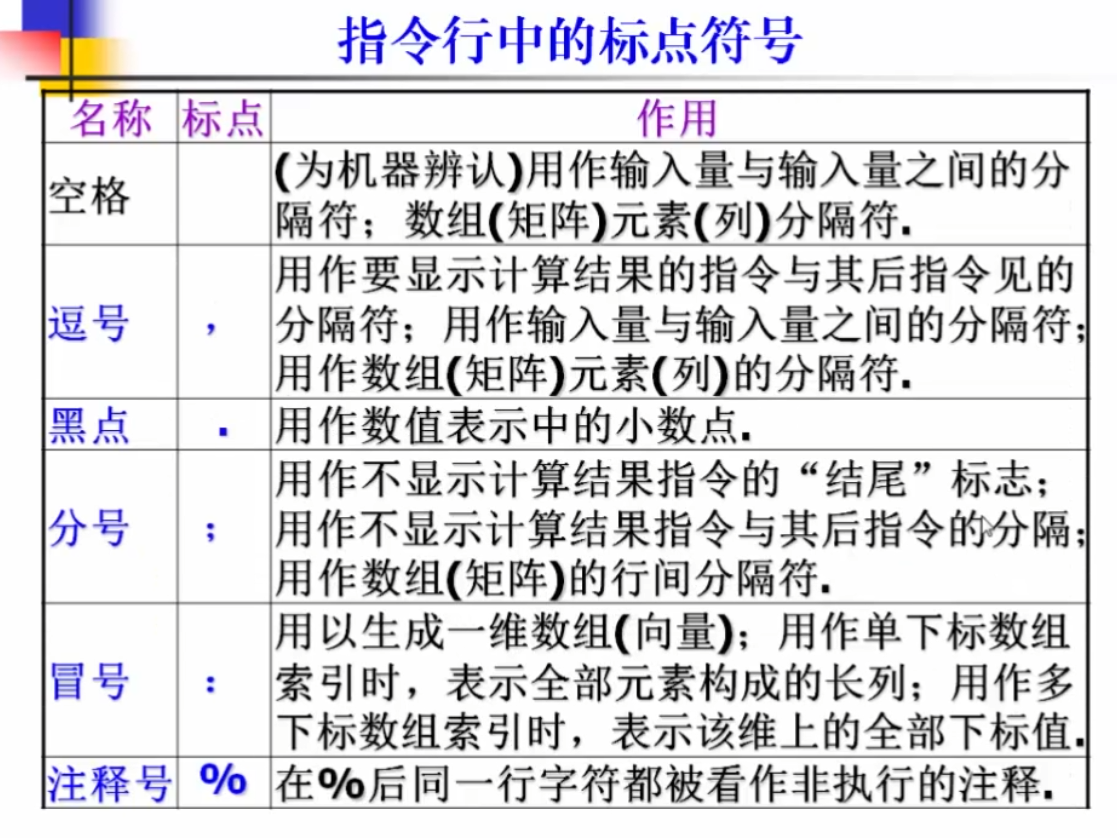 指令行中的标点符号
名称 标点 作用
空格 (为机器辨认)用作输入量与输入量之间的分
隔符；数组(矩阵)元素(列)分隔符.
逗号 ， 用作要显示计算结果的指令与其后指令见的
分隔符；用作输入量与输入量之间的分隔符；
用作数组(矩阵)元素(列)的分隔符.
黑点 . 用作数值表示中的小数点.
分号 ； 用作不显示计算结果指令的“结尾”标志；
用作不显示计算结果指令与其后指令的分隔；
用作数组(矩阵)的行间分隔符.
冒号 ： 用以生成一维数组(向量)；用作单下标数组
索引时，表示全部元素构成的长列；用作多
下标数组索引时，表示该维上的全部下标值.
注释号 % 在%后同一行字符都被看作非执行的注释.